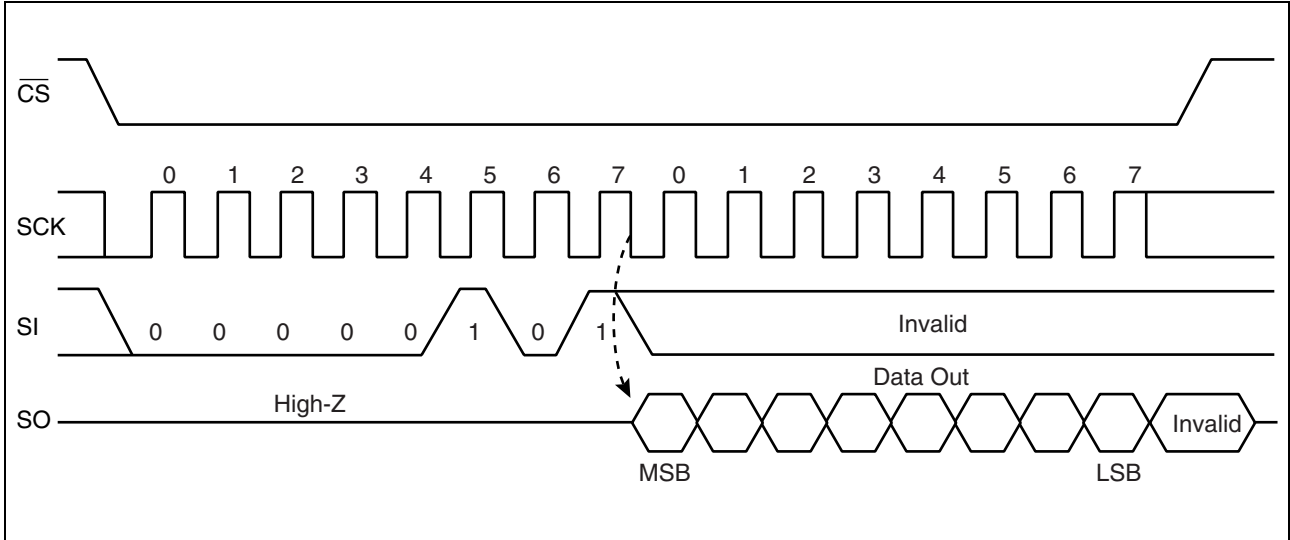 C̅S̅
0 1 2 3 4 5 6 7 0 1 2 3 4 5 6 7
SCK
SI
0 0 0 0 0 1 0 1
Invalid
Data Out
High-Z
SO
Invalid
MSB
LSB